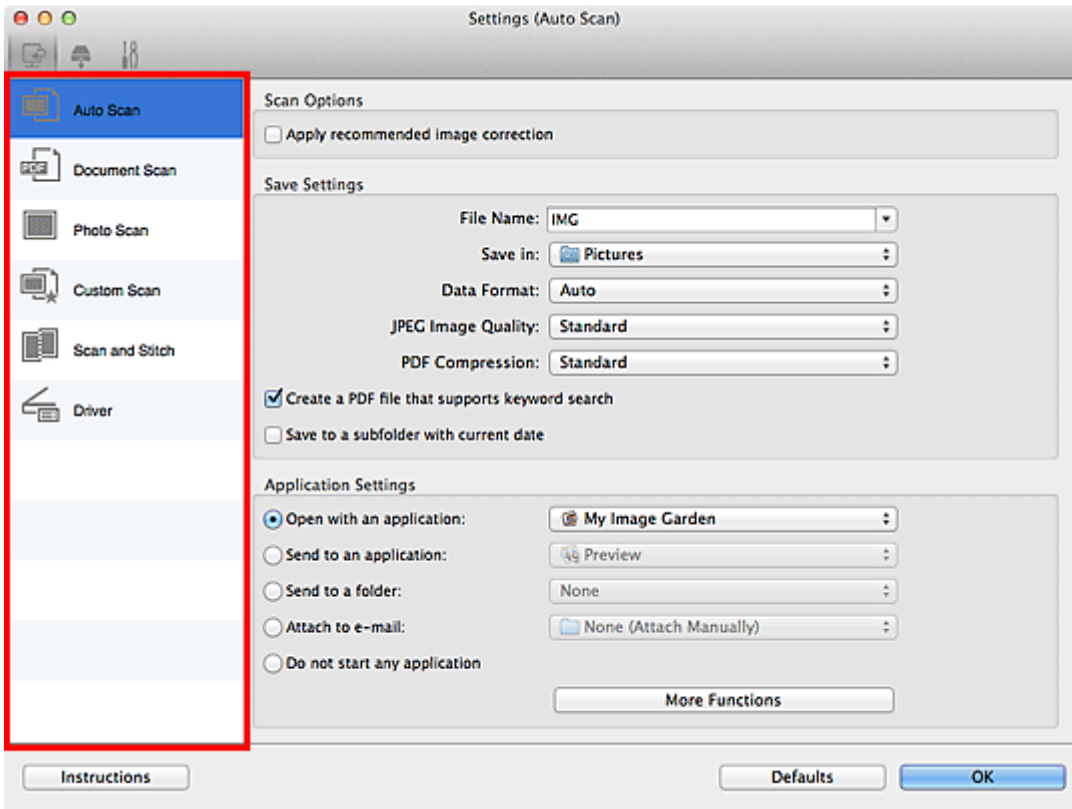 Settings (Auto Scan)
Auto Scan
Document Scan
Photo Scan
Custom Scan
Scan and Stitch
Driver
Scan Options
Apply recommended image correction
Save Settings
File Name: IMG
Save in: Pictures
Data Format: Auto
JPEG Image Quality: Standard
PDF Compression: Standard
Create a PDF file that supports keyword search
Save to a subfolder with current date
Application Settings
Open with an application: My Image Garden
Send to an application: Preview
Send to a folder: None
Attach to e-mail: None (Attach Manually)
Do not start any application
More Functions
Instructions
Defaults
OK